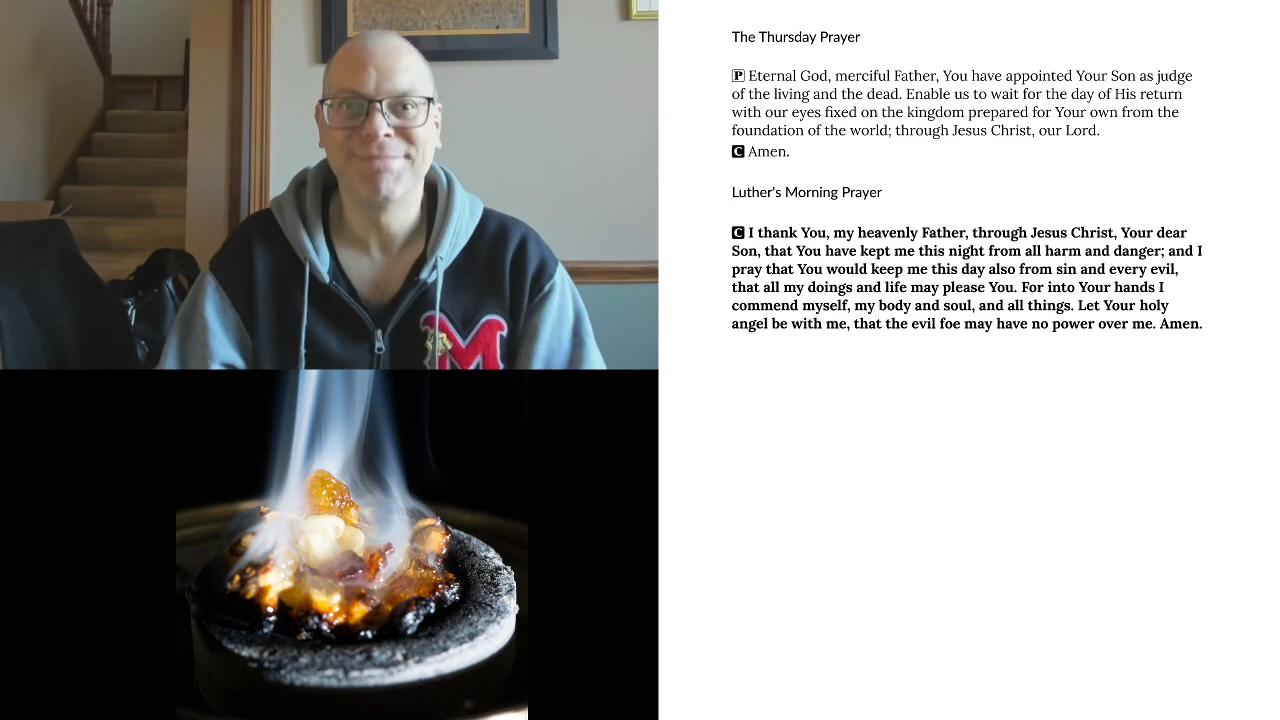 The Thursday Prayer
P Eternal God, merciful Father, You have appointed Your Son as judge
of the living and the dead. Enable us to wait for the day of His return
with our eyes fixed on the kingdom prepared for Your own from the
foundation of the world; through Jesus Christ, our Lord.
C Amen.
Luther's Morning Prayer
C I thank You, my heavenly Father, through Jesus Christ, Your dear
Son, that You have kept me this night from all harm and danger; and I
pray that You would keep me this day also from sin and every evil,
that all my doings and life may please You. For into Your hands I
commend myself, my body and soul, and all things. Let Your holy
angel be with me, that the evil foe may have no power over me. Amen.
M